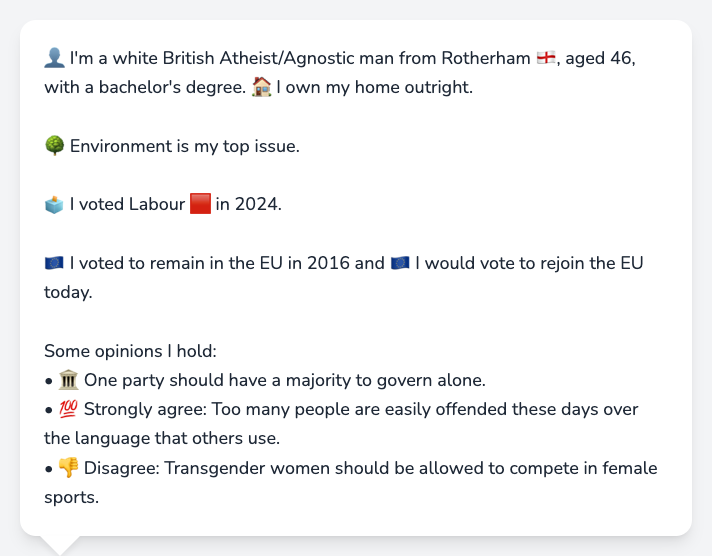 👤 I'm a white British Atheist/Agnostic man from Rotherham 🏴󠁧󠁢󠁥󠁮󠁧󠁿, aged 46,
with a bachelor's degree. 🏠 I own my home outright.
🌳 Environment is my top issue.
🗳️ I voted Labour 🟥 in 2024.
🇪🇺 I voted to remain in the EU in 2016 and 🇪🇺 I would vote to rejoin the EU
today.
Some opinions I hold:
• 🏛️ One party should have a majority to govern alone.
• 💯 Strongly agree: Too many people are easily offended these days over
the language that others use.
• 👎 Disagree: Transgender women should be allowed to compete in female
sports.